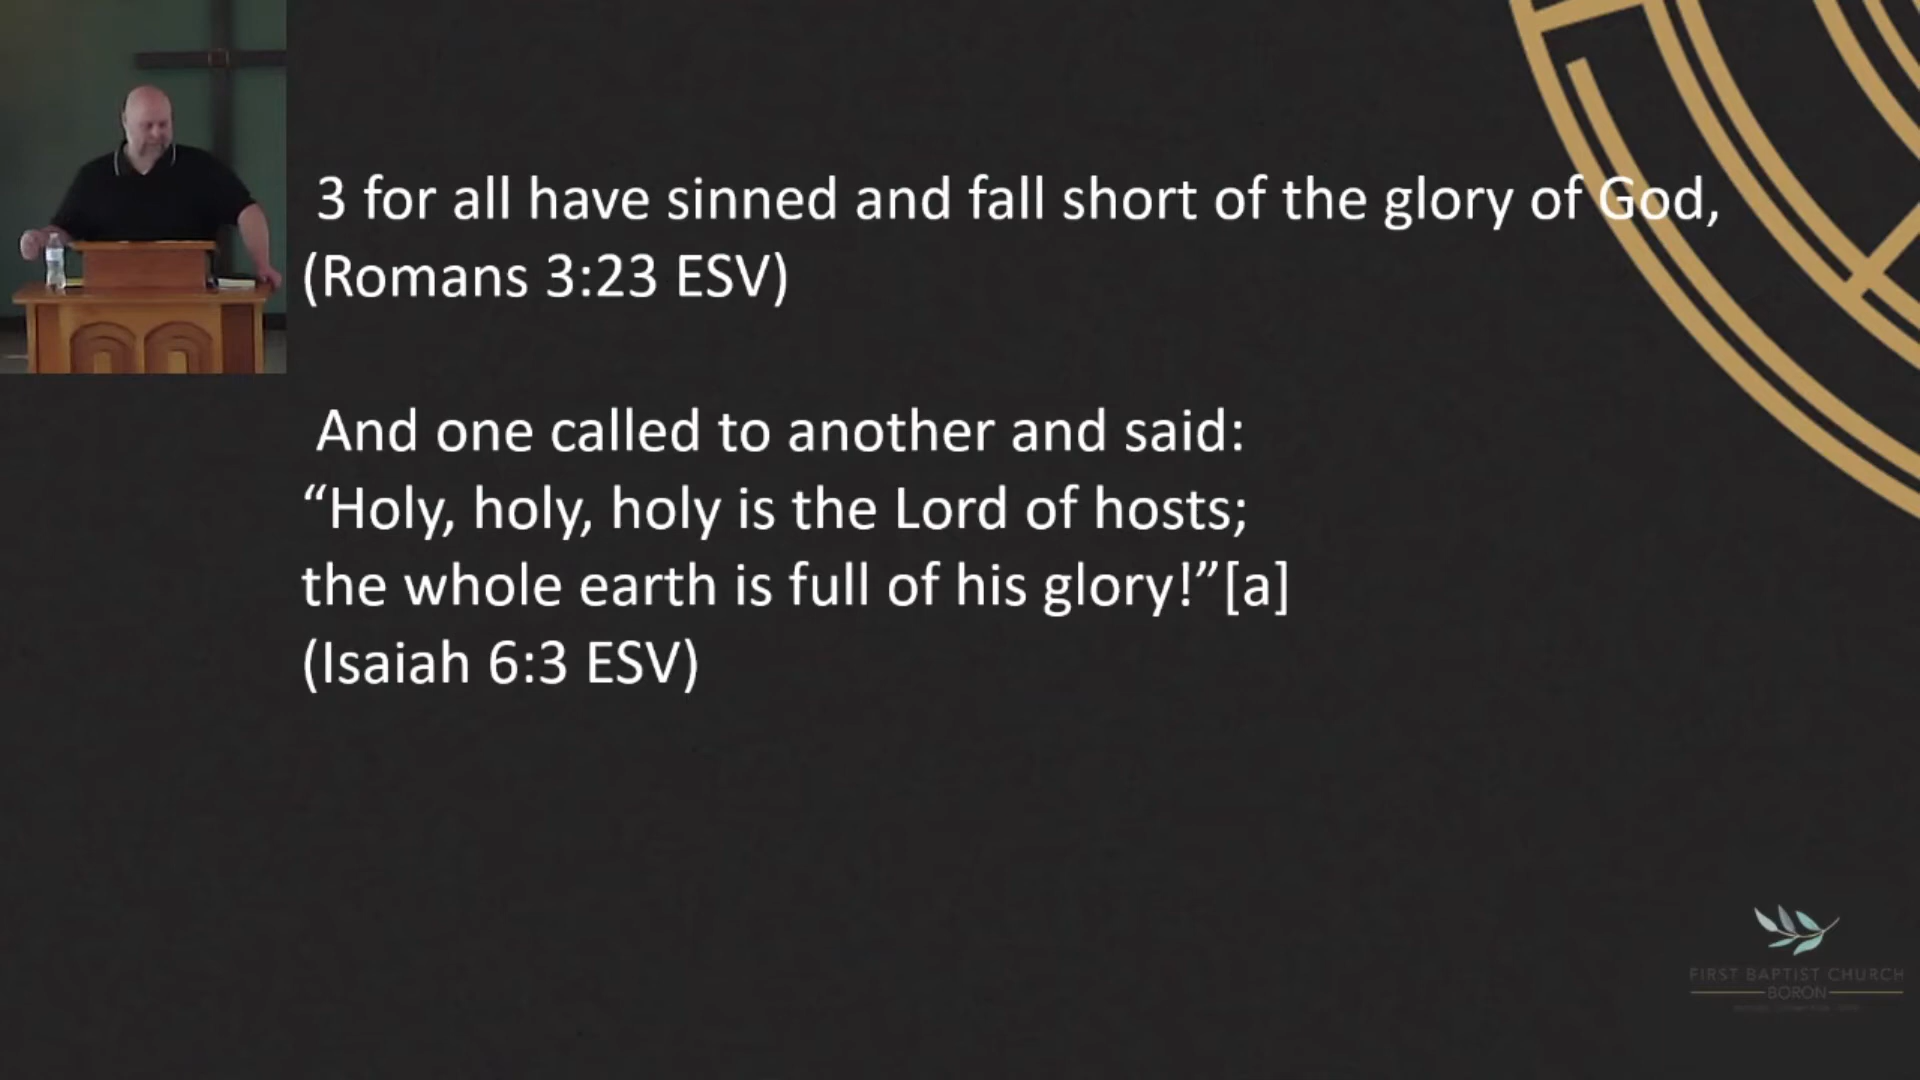 3 for all have sinned and fall short of the glory of God,
(Romans 3:23 ESV)
And one called to another and said:
“Holy, holy, holy is the Lord of hosts;
the whole earth is full of his glory!”[a]
(Isaiah 6:3 ESV)
FIRST BAPTIST CHURCH
BORON